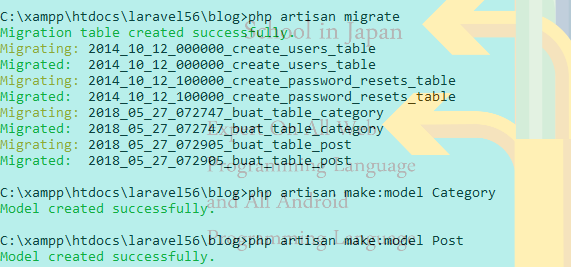 C:\xampp\htdocs\laravel56\blog>php artisan migrate
School in Japan
Migration table created successfully.
Migrating: 2014_10_12_000000_create_users_table
Migrated:  2014_10_12_000000_create_users_table
Migrating: 2014_10_12_100000_create_password_resets_table
Migrated:  2014_10_12_100000_create_password_resets_table
Migrating: 2018_05_27_072747_buat_table_category
Migrated:  2018_05_27_072747_buat_table_category
Migrating: 2018_05_27_072905_buat_table_post
Migrated:  2018_05_27_072905_buat_table_post
Programming Language
C:\xampp\htdocs\laravel56\blog>php artisan make:model Category
Model created successfully.
and All Android
Programming Language
C:\xampp\htdocs\laravel56\blog>php artisan make:model Post
Model created successfully.